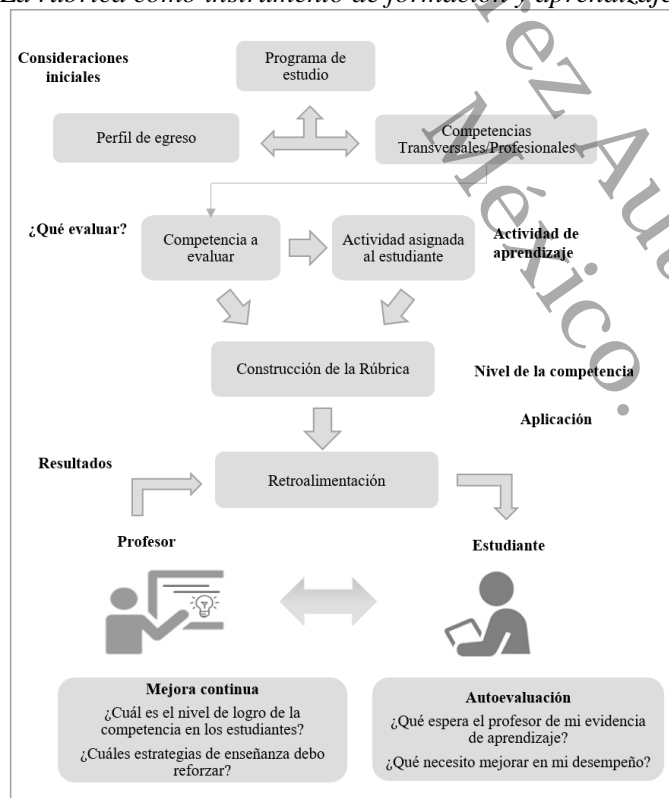 La rúbrica como instrumento de formación y aprendizaje
Consideraciones
iniciales
Programa de
estudio
Perfil de egreso
Competencias
Transversales/Profesionales
¿Qué evaluar?
Competencia a
evaluar
Actividad asignada
al estudiante
Actividad de
aprendizaje
Construcción de la Rúbrica
Nivel de la competencia
Aplicación
Resultados
Retroalimentación
Profesor
Estudiante
Mejora continua
¿Cuál es el nivel de logro de la
competencia en los estudiantes?
¿Cuáles estrategias de enseñanza debo
reforzar?
Autoevaluación
¿Qué espera el profesor de mi evidencia
de aprendizaje?
¿Qué necesito mejorar en mi desempeño?
México.